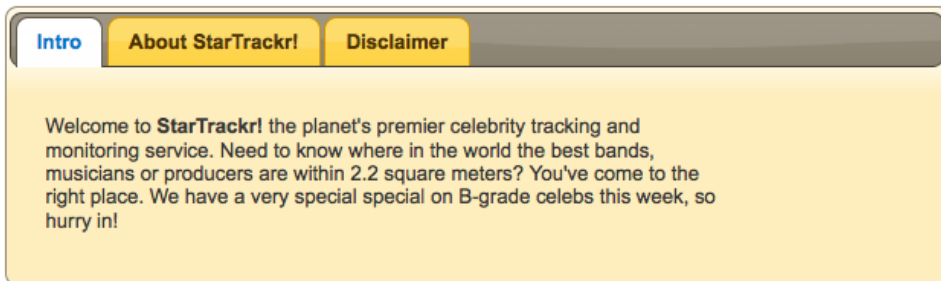 Intro About StarTrackr! Disclaimer
Welcome to StarTrackr! the planet's premier celebrity tracking and
monitoring service. Need to know where in the world the best bands,
musicians or producers are within 2.2 square meters? You've come to the
right place. We have a very special special on B-grade celebs this week, so
hurry in!